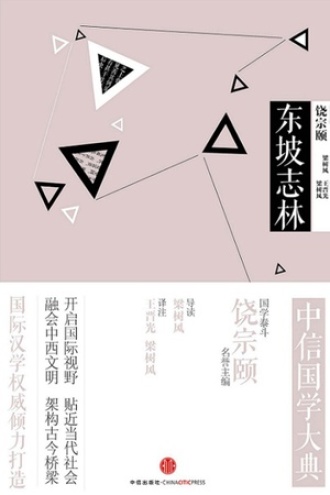 饶宗颐
东坡志林
梁树风
王晋光
梁树风
中信国学大典
国学泰斗
饶宗颐
名誉主编
导读
梁树风
译注
王晋光 梁树风
开启国际视野 贴近当代社会
融会中西文明 架构古今桥梁
国际汉学权威倾力打造
中信出版社·CHINACITICPRESS